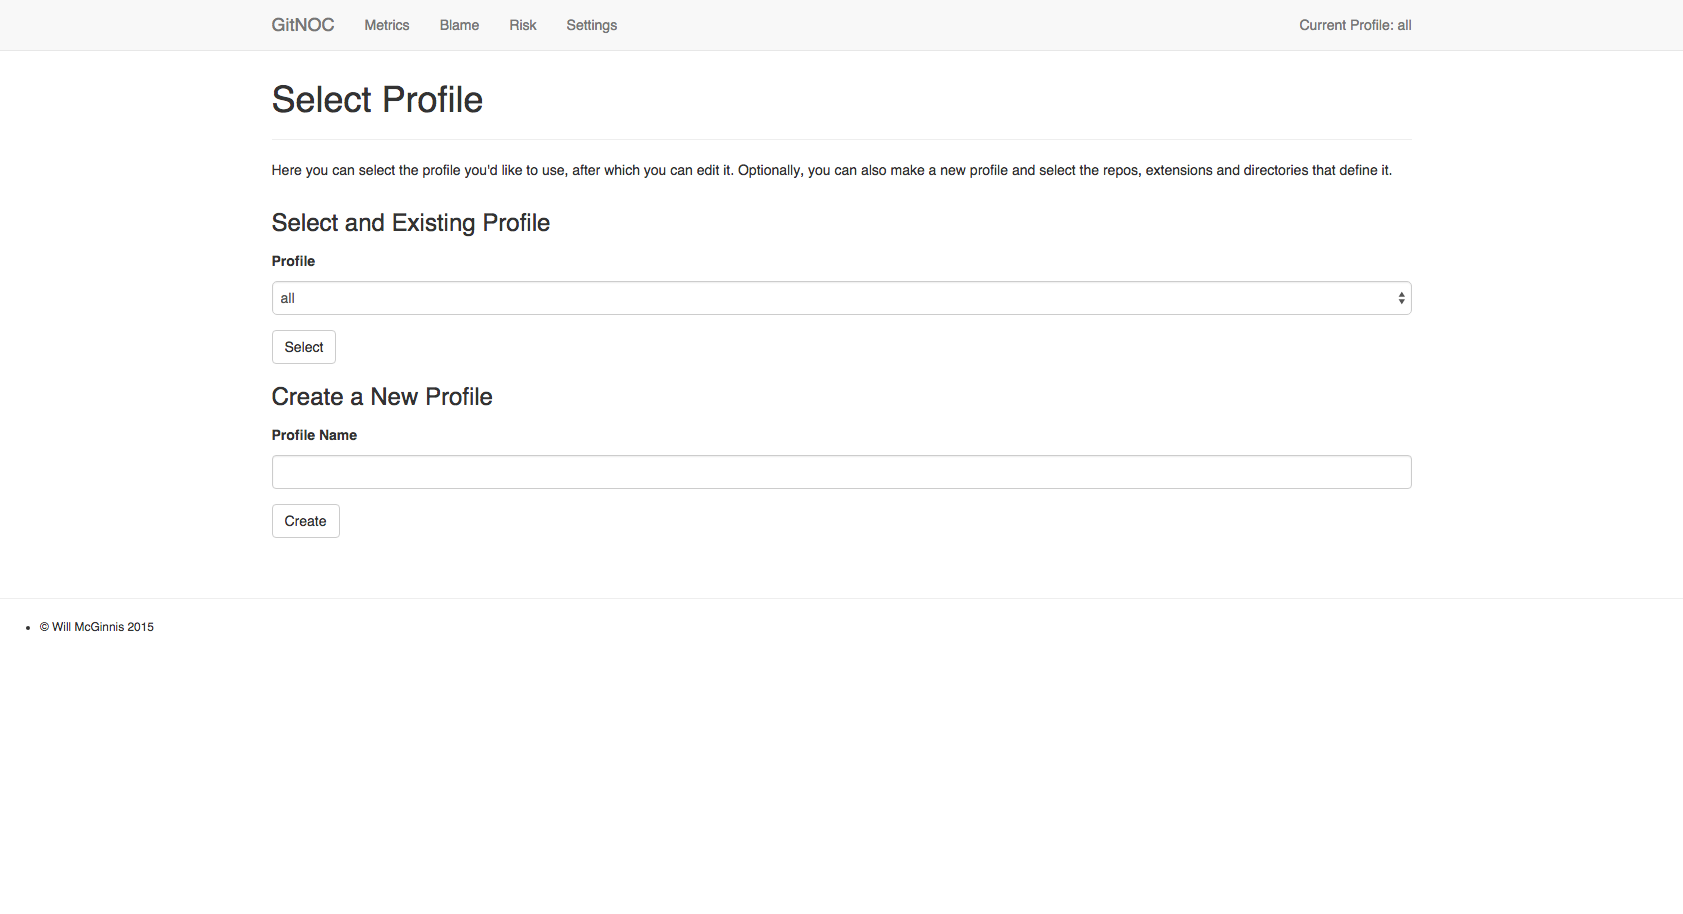 GitNOC Metrics Blame Risk Settings Current Profile: all
Select Profile
Here you can select the profile you'd like to use, after which you can edit it. Optionally, you can also make a new profile and select the repos, extensions and directories that define it.
Select and Existing Profile
Profile
all
Select
Create a New Profile
Profile Name
Create
© Will McGinnis 2015